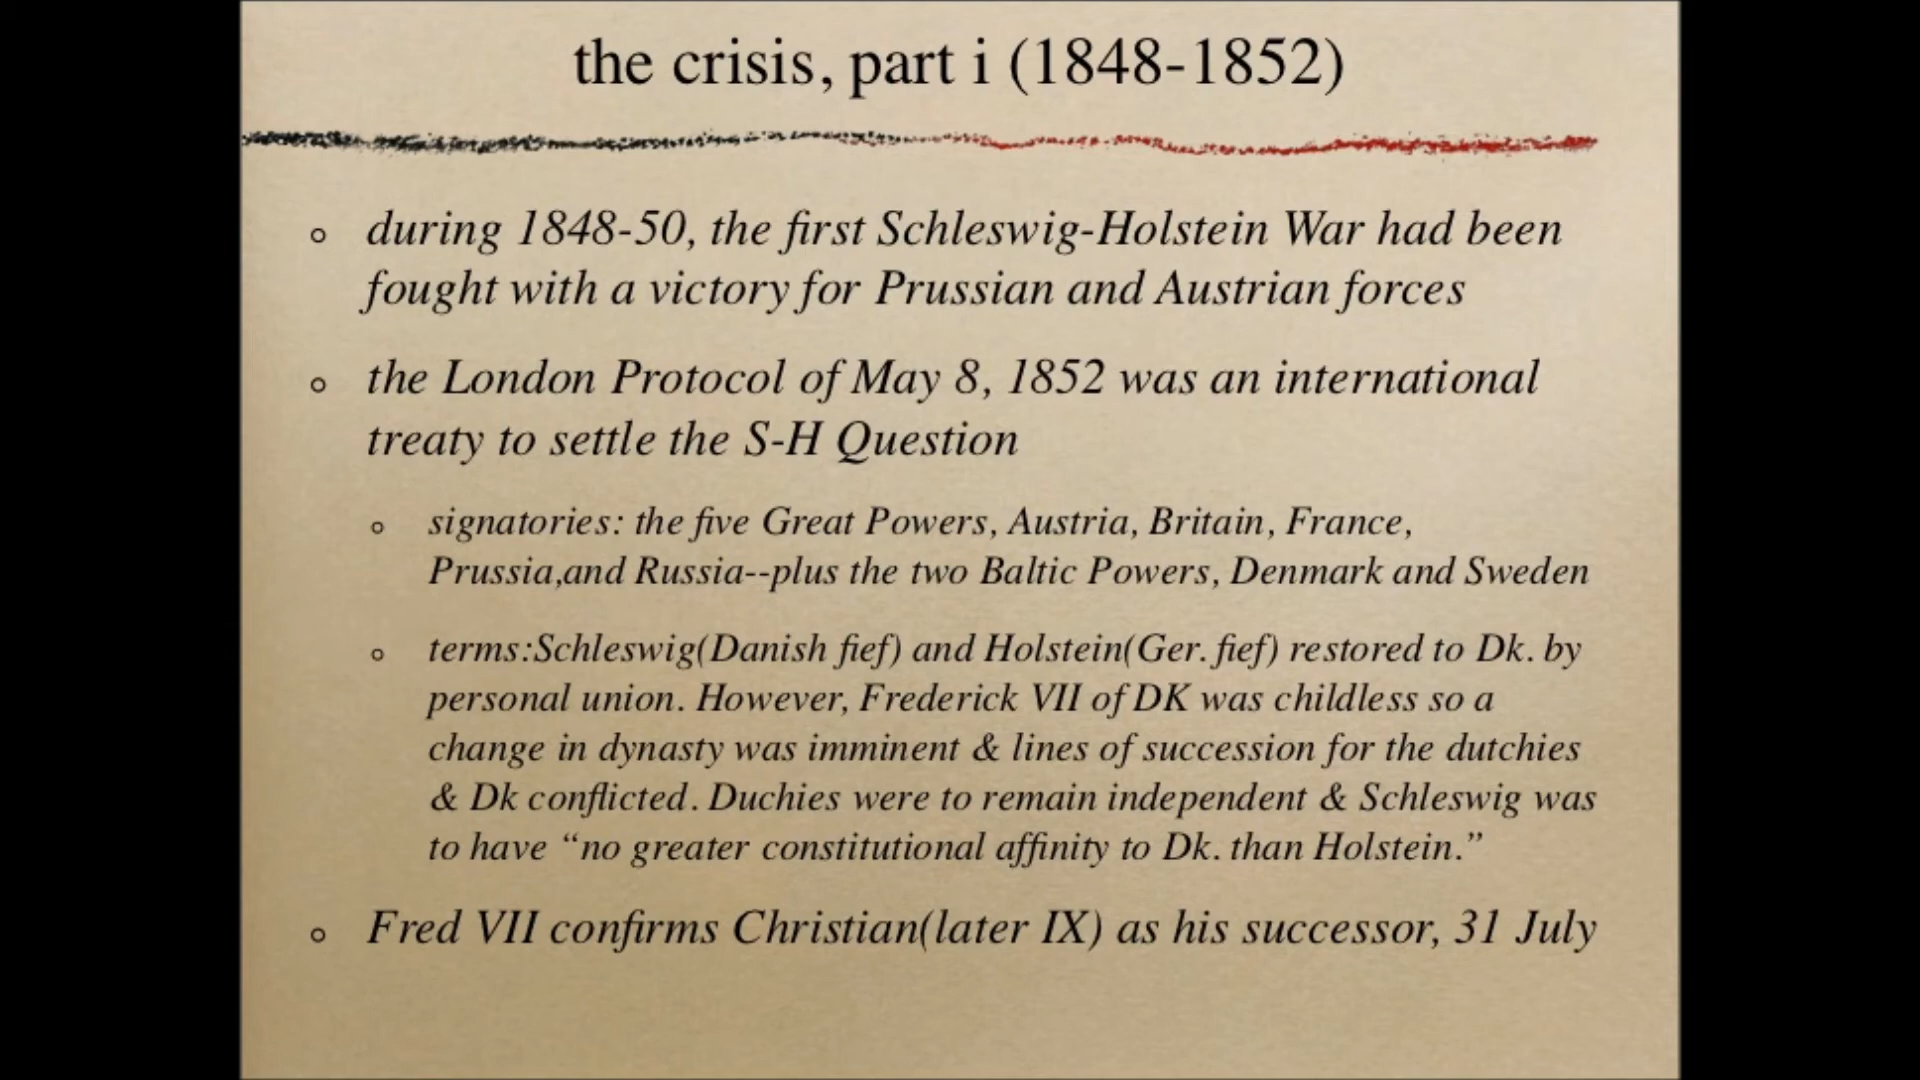 the crisis, part i (1848-1852)
during 1848-50, the first Schleswig-Holstein War had been
fought with a victory for Prussian and Austrian forces
the London Protocol of May 8, 1852 was an international
treaty to settle the S-H Question
signatories: the five Great Powers, Austria, Britain, France,
Prussia,and Russia--plus the two Baltic Powers, Denmark and Sweden
terms:Schleswig(Danish fief) and Holstein(Ger. fief) restored to Dk. by
personal union. However, Frederick VII of DK was childless so a
change in dynasty was imminent & lines of succession for the dutchies
& Dk conflicted. Duchies were to remain independent & Schleswig was
to have “no greater constitutional affinity to Dk. than Holstein.”
Fred VII confirms Christian(later IX) as his successor, 31 July